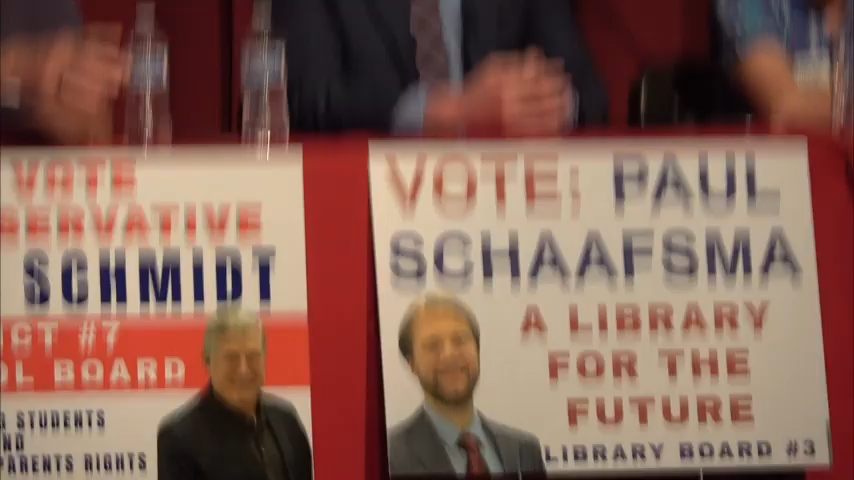 VOTE
SERVATIVE
SCHMIDT
ICT #7
OL BOARD
STUDENTS
ND
PARENTS RIGHTS
VOTE: PAUL
SCHAAFSMA
A LIBRARY
FOR THE
FUTURE
LIBRARY BOARD #3